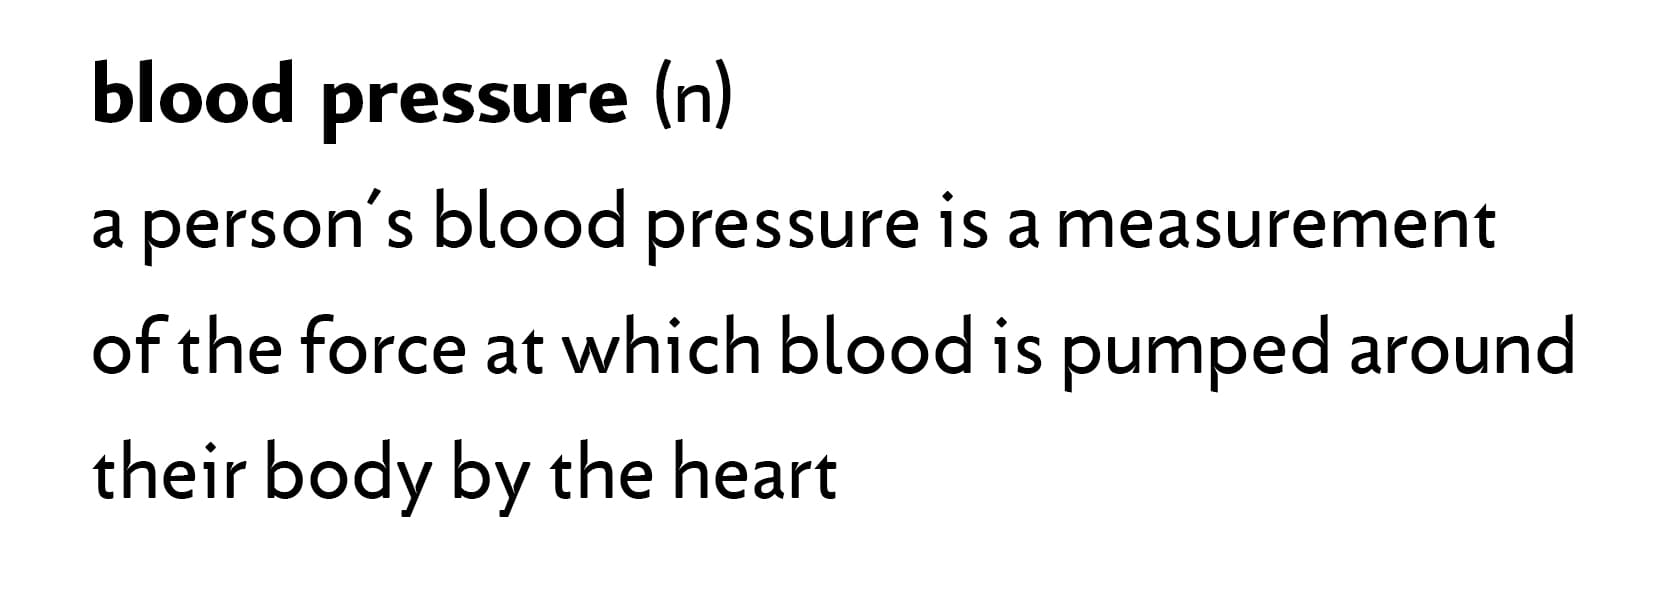 blood pressure (n)
a person´s blood pressure is a measurement
of the force at which blood is pumped around
their body by the heart